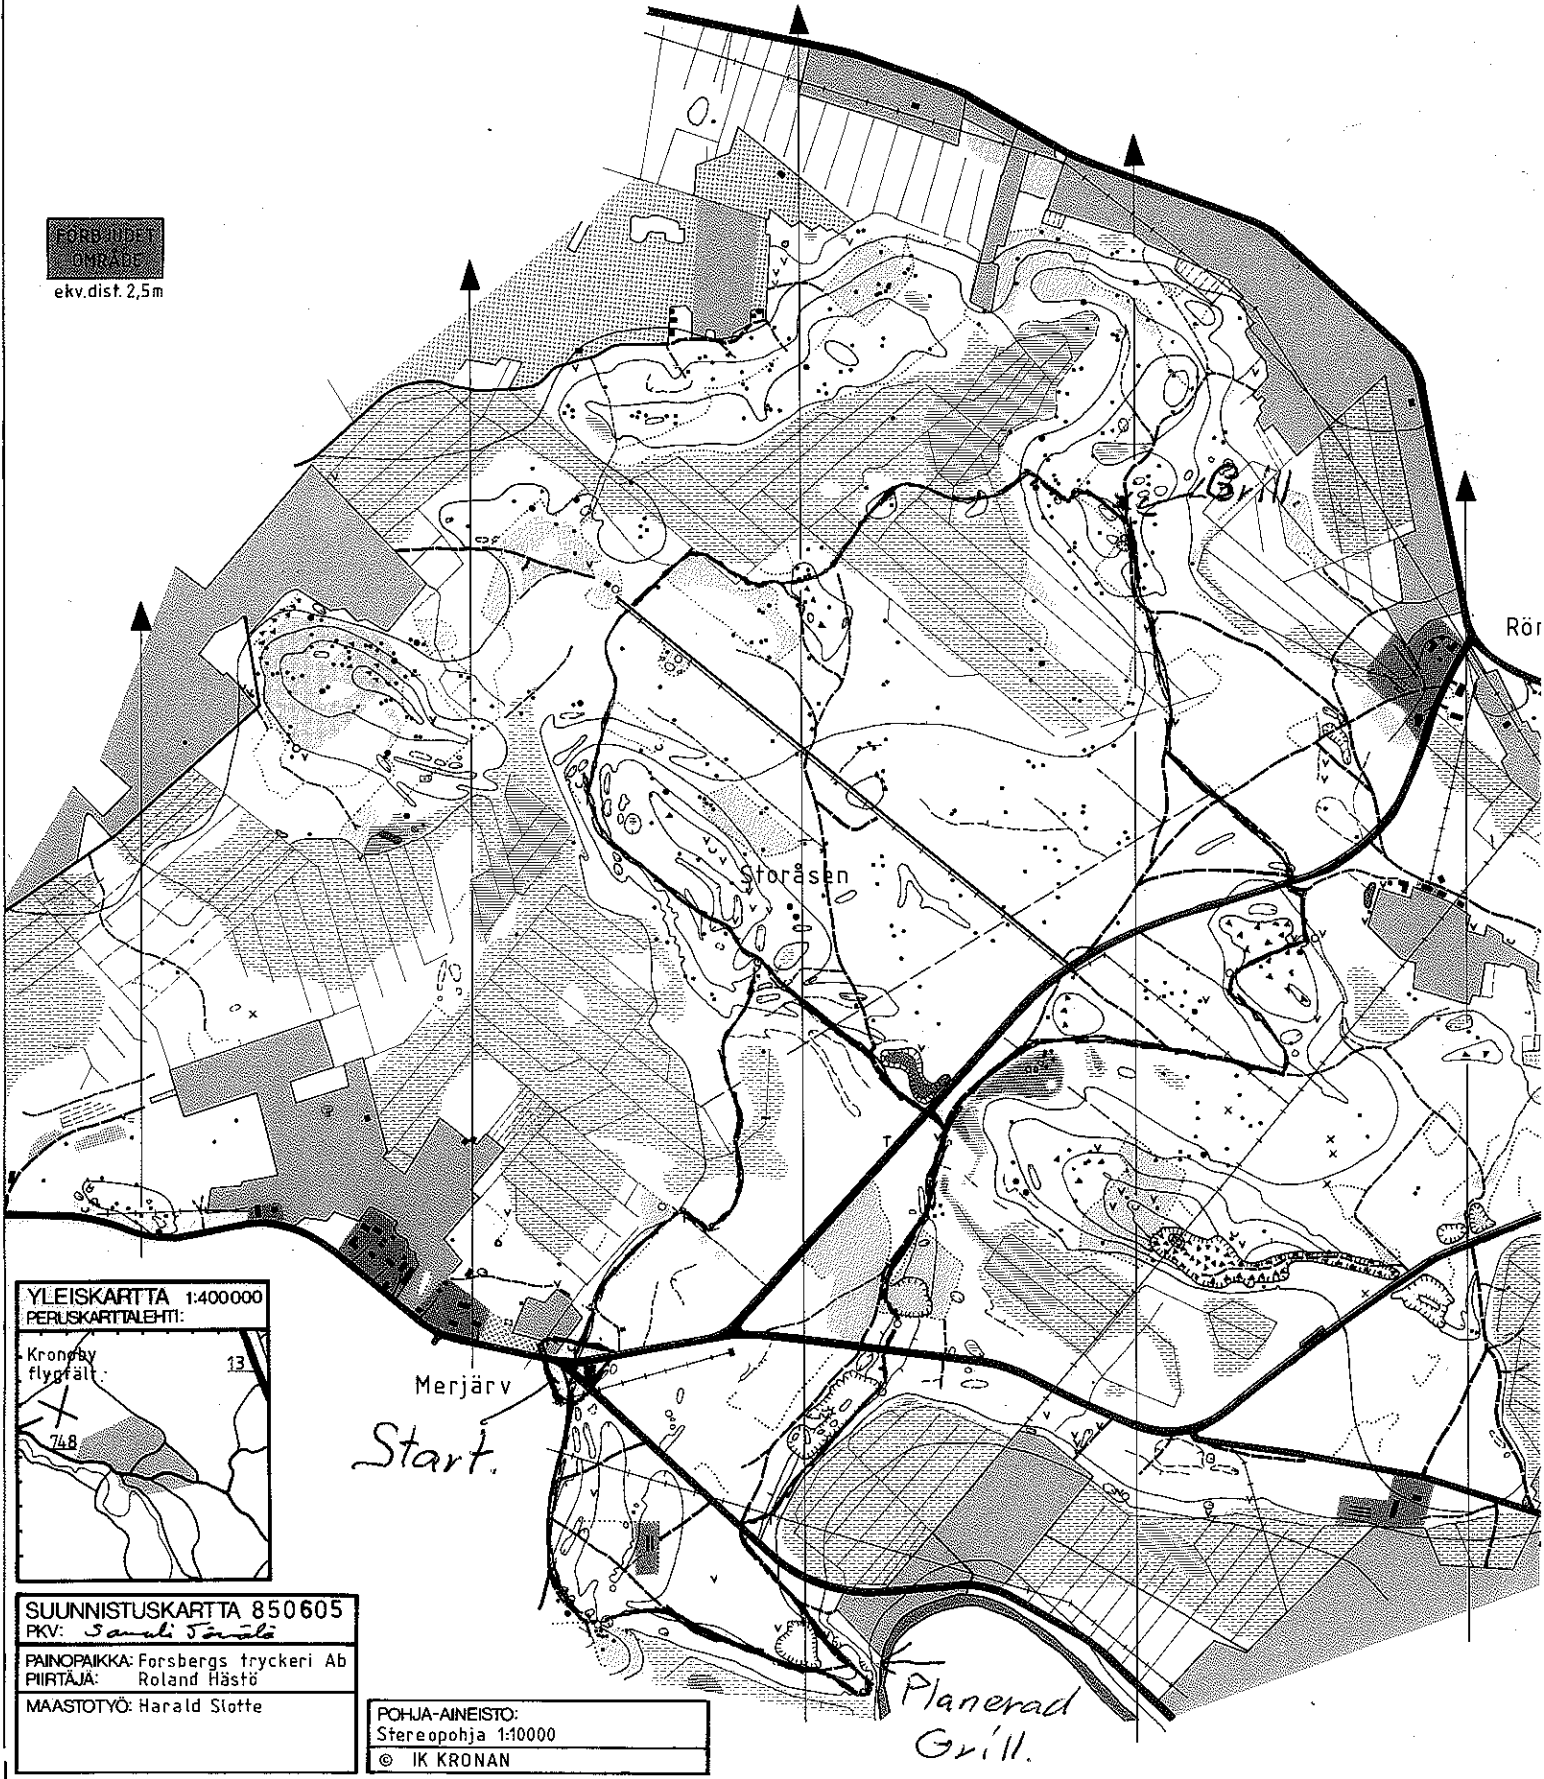 FÖRBJUDET
OMRÅDE
ekv.dist. 2,5m
Grill
Rör
Storåsen
YLEISKARTTA 1:400000
PERUSKARTTALEHTI:
Kronoby
flygfält
13
748
Merjärv
Start.
SUUNNISTUSKARTTA 850605
PKV:
PAINOPAIKKA: Forsbergs tryckeri Ab
PIIRTÄJÄ: Roland Hästö
MAASTOTYÖ: Harald Slotte
POHJA-AINEISTO:
Stereopohja 1:10000
© IK KRONAN
Planerad
Grill.